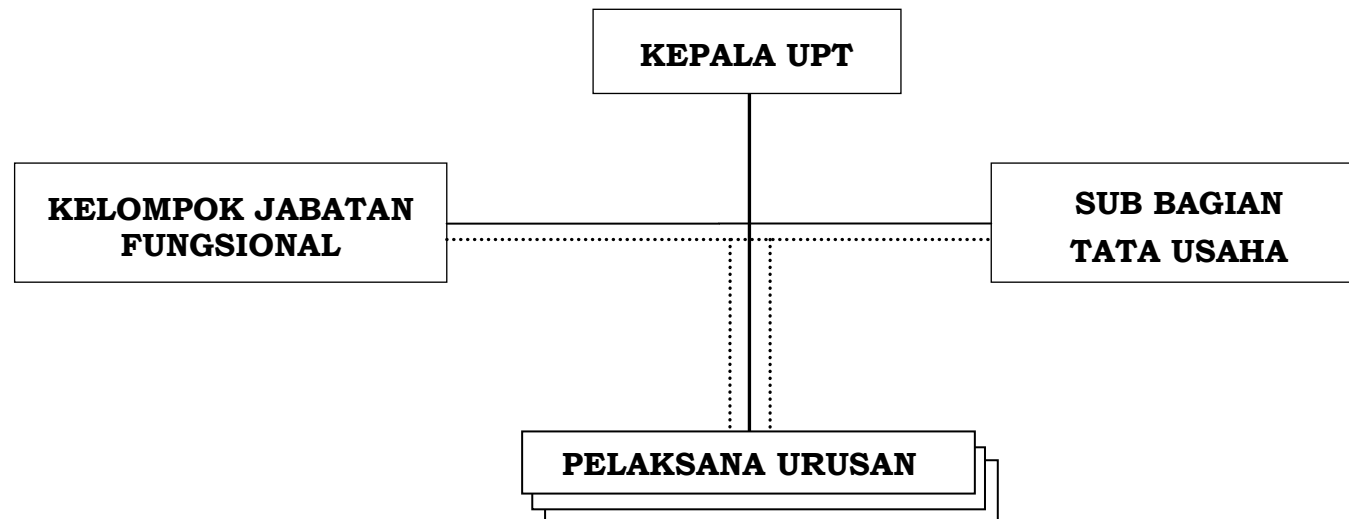 KEPALA UPT
KELOMPOK JABATAN
FUNGSIONAL
SUB BAGIAN
TATA USAHA
PELAKSANA URUSAN